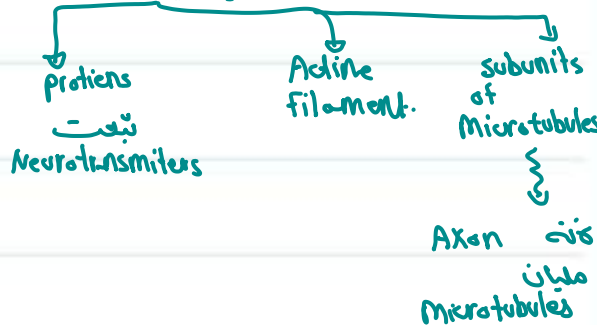 protiens
تبعت
Neurotransmiters
Actine
filament.
subunits
of
Microtubules
Axon
مليان
Microtubules